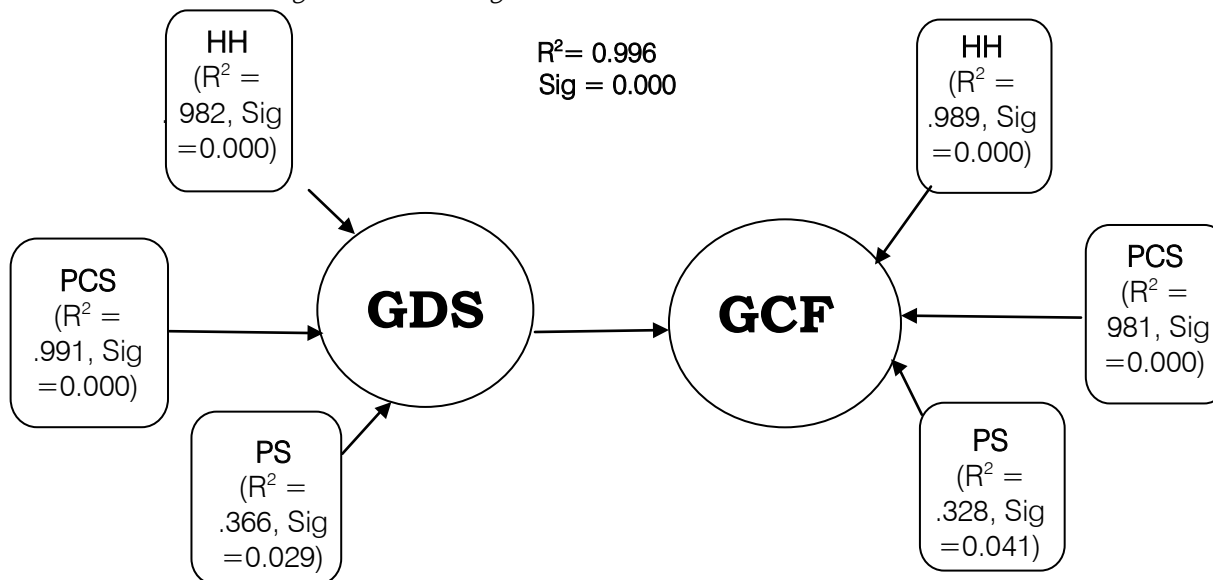 HH
(R² =
.982, Sig
=0.000)
R²= 0.996
Sig = 0.000
HH
(R² =
.989, Sig
=0.000)
PCS
(R² =
.991, Sig
=0.000)
GDS
GCF
PCS
(R² =
981, Sig
=0.000)
PS
(R² =
.366, Sig
=0.029)
PS
(R² =
.328, Sig
=0.041)